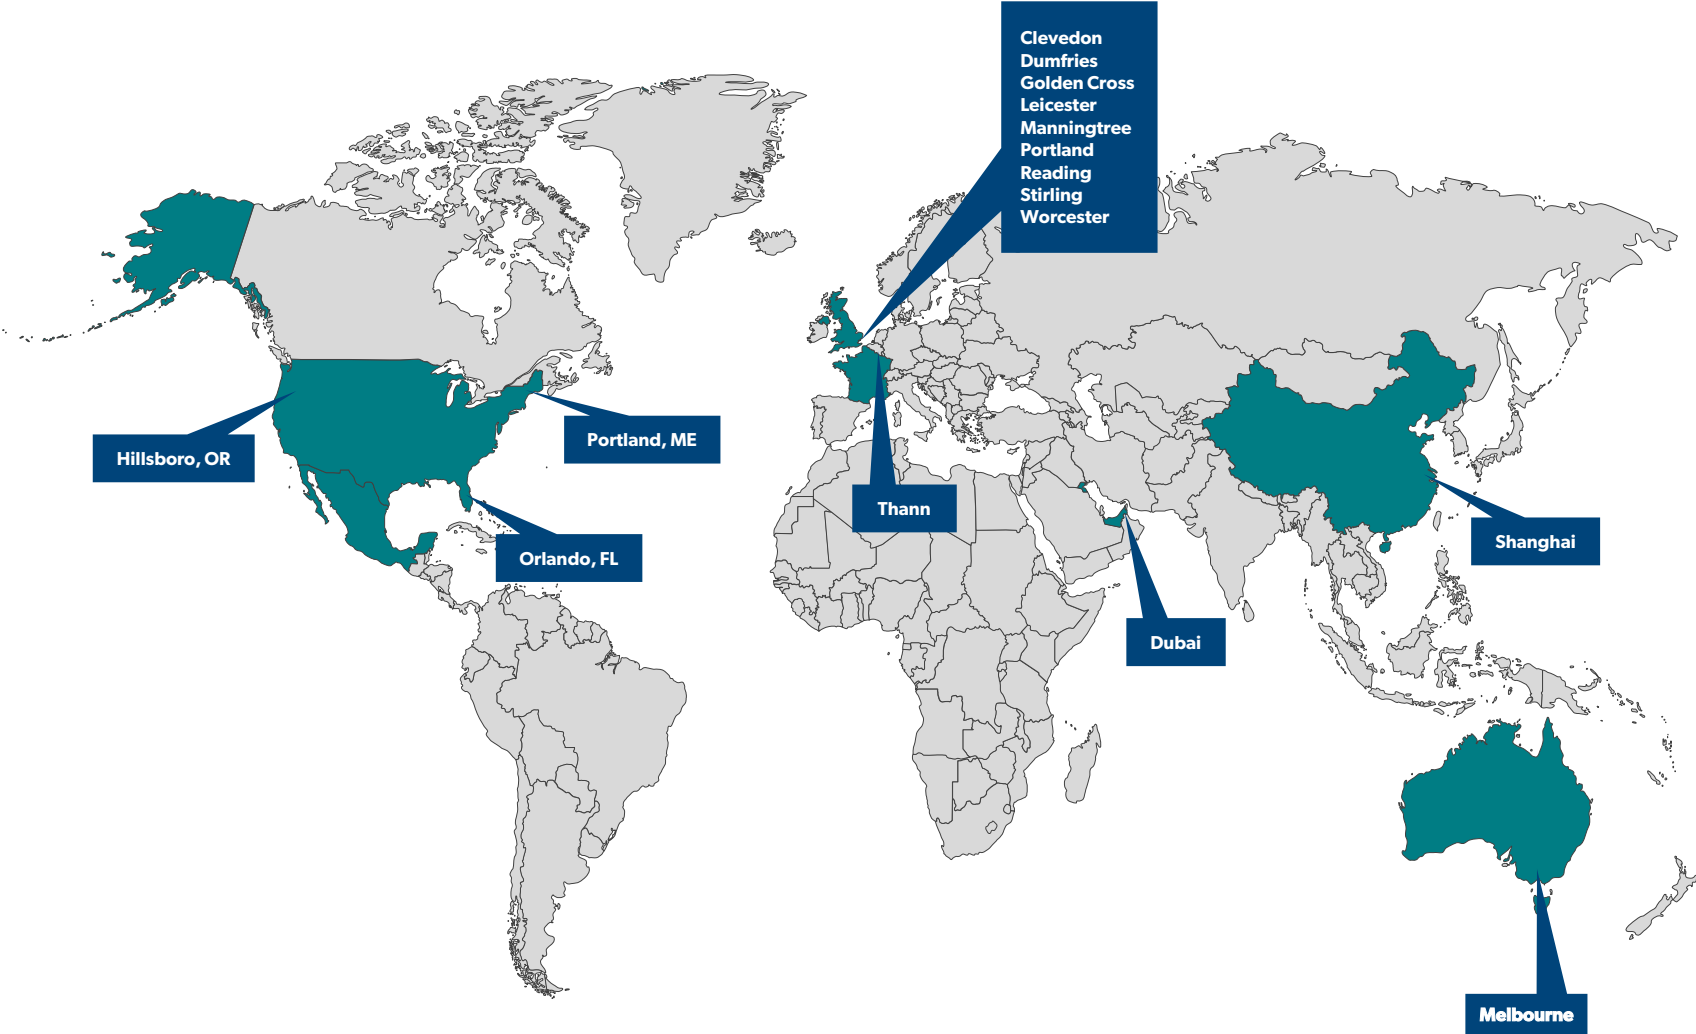 Clevedon
Dumfries
Golden Cross
Leicester
Manningtree
Portland
Reading
Stirling
Worcester
Portland, ME
Hillsboro, OR
Thann
Orlando, FL
Shanghai
Dubai
Melbourne